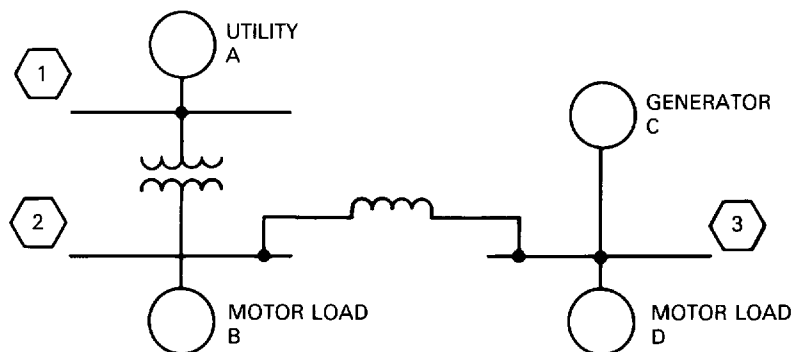 UTILITY
A
1
GENERATOR
C
2
3
MOTOR LOAD
B
MOTOR LOAD
D